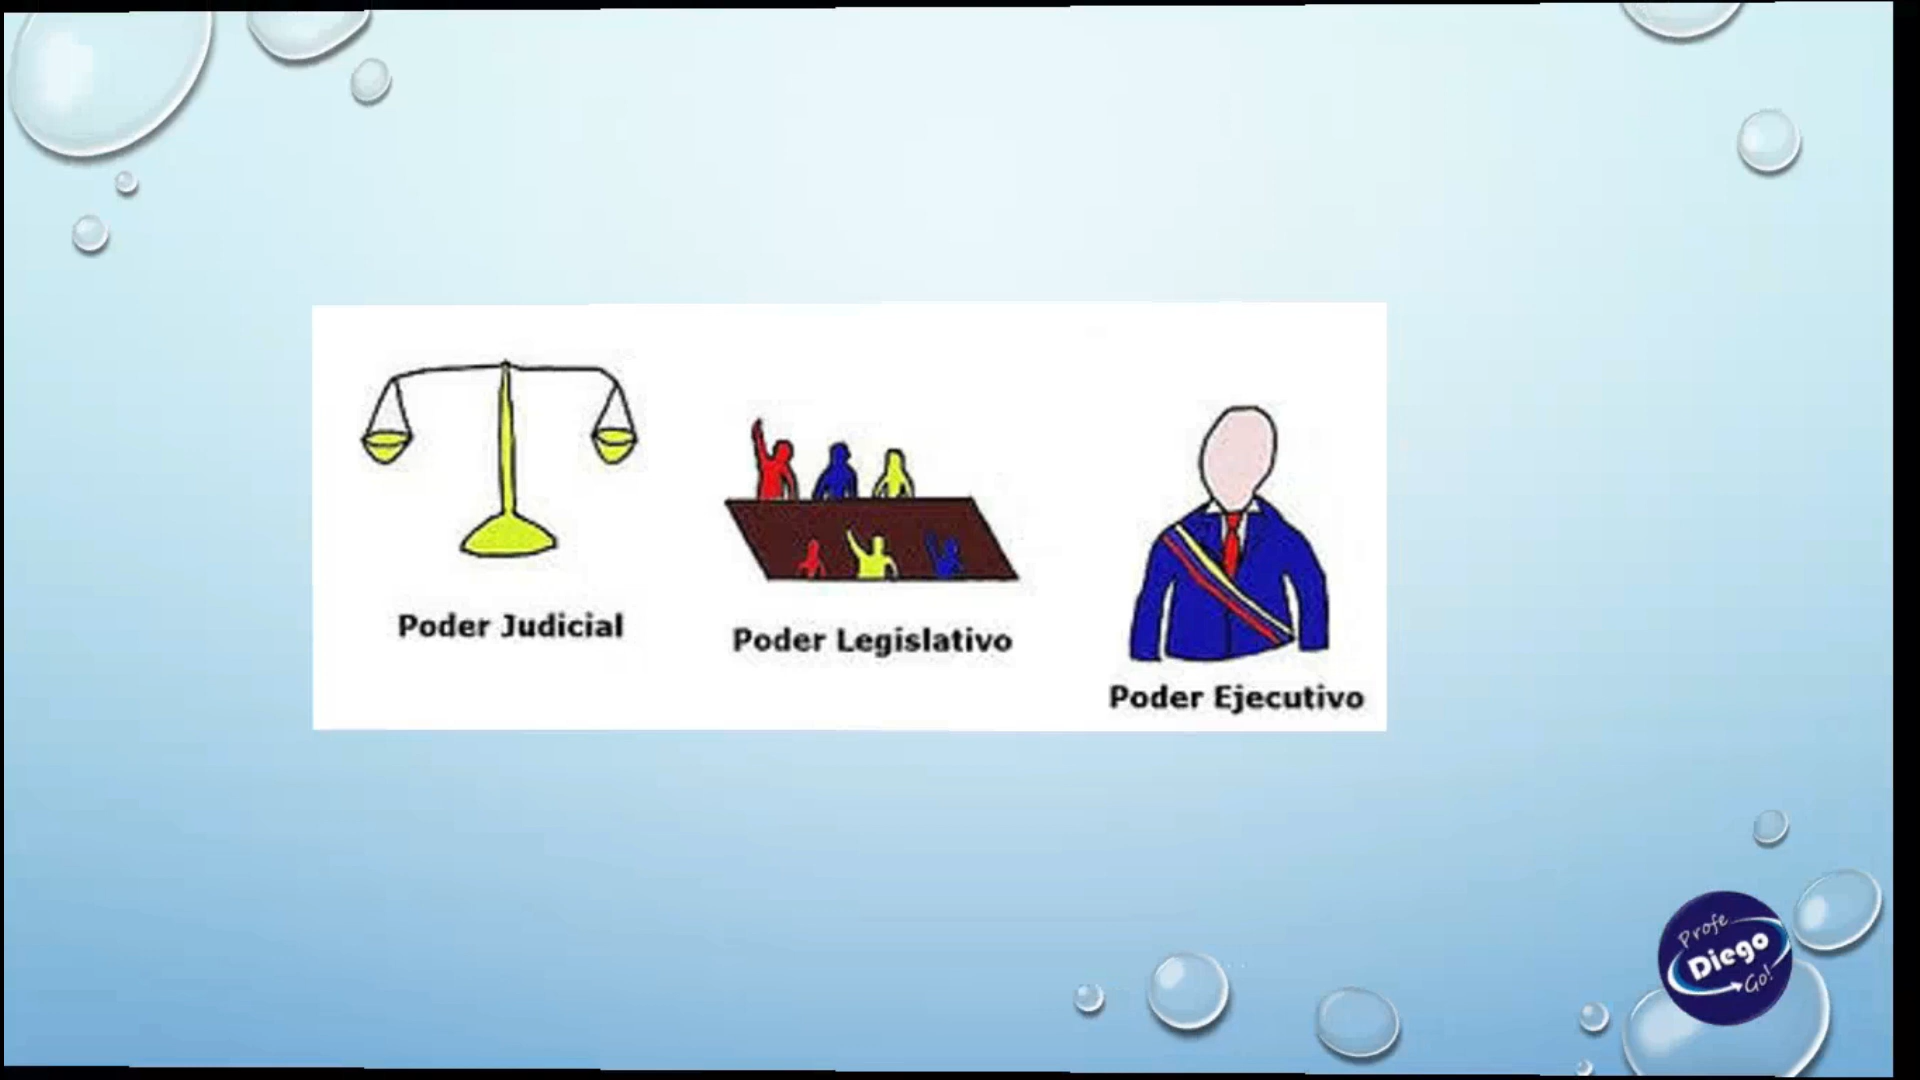 Poder Judicial
Poder Legislativo
Poder Ejecutivo
Profe
Diego
Go!